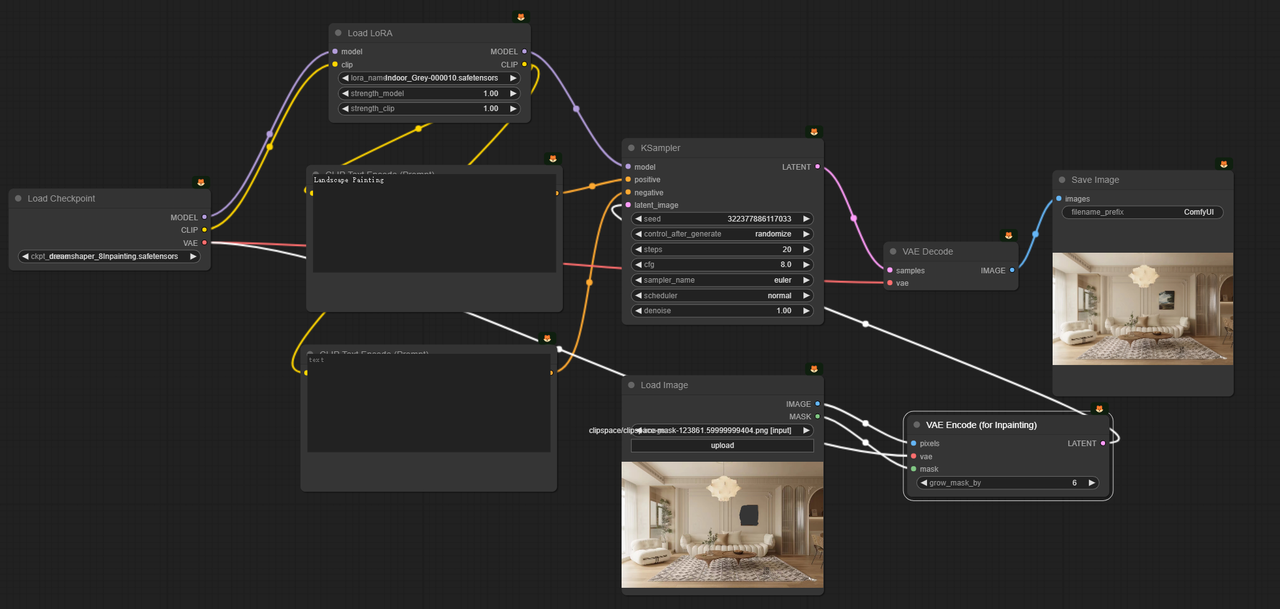 Load LoRA
model
MODEL
clip
CLIP
lora_name
Indoor_Grey-000010.safetensors
strength_model
1.00
strength_clip
1.00
Load Checkpoint
MODEL
CLIP
VAE
ckpt_
dreamshaper_8Inpainting.safetensors
CLIP Text Encode (Prompt)
Landscape Painting
CLIP Text Encode (Prompt)
text
KSampler
model
LATENT
positive
negative
latent_image
seed
322377886117033
control_after_generate
randomize
steps
20
cfg
8.0
sampler_name
euler
scheduler
normal
denoise
1.00
VAE Decode
samples
IMAGE
vae
Save Image
images
filename_prefix
ComfyUI
Load Image
IMAGE
MASK
-mask-123861.59999999404.png [input]
upload
VAE Encode (for Inpainting)
pixels
LATENT
vae
mask
grow_mask_by
6